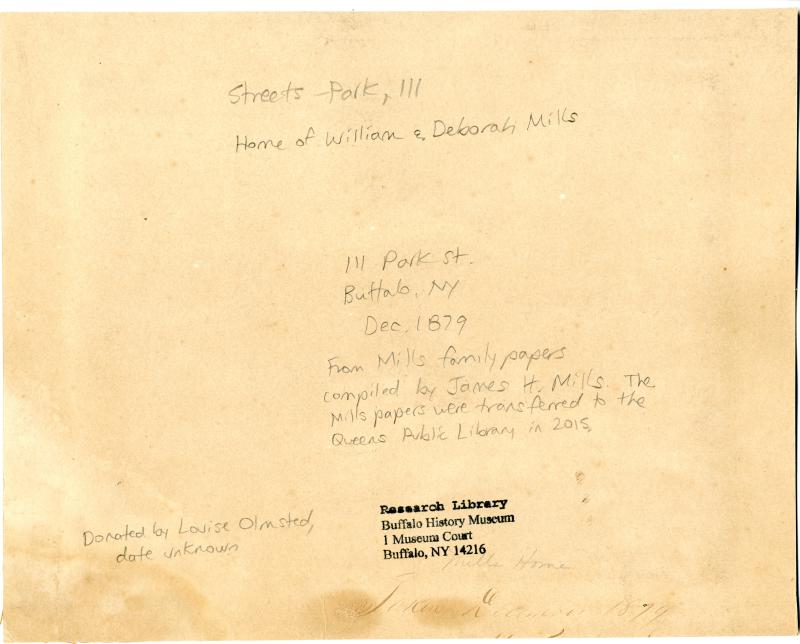 Streets - Park, 111
Home of William & Deborah Mills
111 Park St.
Buffalo, NY
Dec. 1879
From Mills family papers
compiled by James H. Mills. The
Mills papers were transferred to the
Queens Public Library in 2015.
Donated by Louise Olmsted,
date unknown
Research Library
Buffalo History Museum
1 Museum Court
Buffalo, NY 14216
Mills Home
Taken December 1879